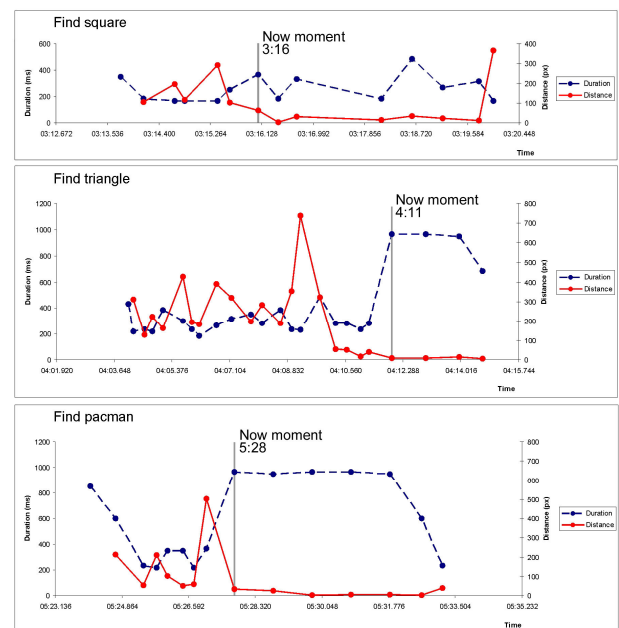 Find square
Now moment
3:16
600
400
200
0
400
300
200
100
0
Duration (ms)
Distance (px)
Duration
Distance
03:12.672 03:13.536 03:14.400 03:15.264 03:16.128 03:16.992 03:17.856 03:18.720 03:19.584 03:20.448
Time
Find triangle
Now moment
4:11
1200
1000
800
600
400
200
0
800
700
600
500
400
300
200
100
0
Duration (ms)
Distance (px)
Duration
Distance
04:01.920 04:03.648 04:05.376 04:07.104 04:08.832 04:10.560 04:12.288 04:14.016 04:15.744
Time
Find pacman
Now moment
5:28
1200
1000
800
600
400
200
0
800
700
600
500
400
300
200
100
0
Duration (ms)
Distance (px)
Duration
Distance
05:23.136 05:24.864 05:26.592 05:28.320 05:30.048 05:31.776 05:33.504 05:35.232
Time